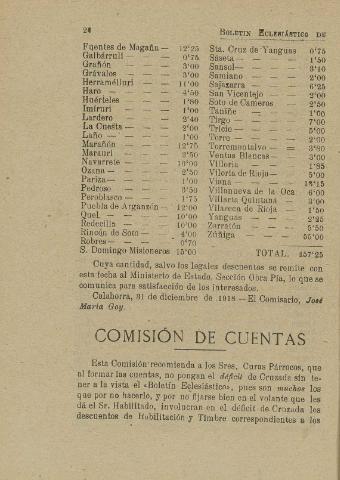 24 BOLETIN ECLESIÁSTICO DE
Fuentes de Magaña — 12'25
Galbárruli — — 0'75
Grañón — — 3'00
Grávalos — — 3'00
Herramélluri — — 11'00
Haro — — — 4'50
Huérteles — — 1'80
Imiruri — — — 1'00
Lardero — — — 2'40
La Cuesta — — — 2'00
Laño — — — 1'00
Marañón — — — 12'75
Marauri — — — 2'50
Navarrete — — — 10'00
Ozana — — — 2'50
Pariza — — — 1'00
Pedroso — — — 3'50
Peroblasco — — 1'75
Puebla de Arganzón — 12'00
Quel — — — 10'00
Redecilla — — — 10'00
Rincón de Soto — — 4'00
Robres — — — 0'70
S. Domingo Misioneros 15'00
Sta. Cruz de Yanguas 0'75
Sáseta — — — 1'50
Sansol — — — 3'10
Samiano — — — 2'00
Sajazarra — — — 6'25
San Vicentejo — — 2'00
Soto de Cameros — 2'50
Taniñe — — — 1'00
Tirgo — — — 7'00
Tricio — — — 5'00
Torre — — — 2'00
Torremontalvo — — 3'80
Ventas Blancas — — 3'00
Villoria — — — 1'85
Viloria de Rioja — 5'00
Viana — — — 13'15
Villanueva de la Oca 6'00
Villarta Quintana — 3'00
Vilaseca de Rioja — 1'50
Yanguas — — — 2'25
Zarratón — — — 5'50
Zúñiga — — — 55'00
TOTAL. 457'25
Cuya cantidad, salvo los legales descuentos se remite con
esta fecha al Ministerio de Estado, Sección Obra Pía, lo que se
comunica para satisfacción de los interesados.
Calahorra, 31 de diciembre de 1918—El Comisario, José
María Goy.
COMISIÓN DE CUENTAS
Esta Comisión recomienda a los Sres. Curas Párrocos, que
al formar las cuentas, no pongan el déficit de Cruzada sin te-
ner a la vista el «Boletín Eclesiástico», pues son muchos los
que por no hacerlo, y por no fijarse bien en el volante que les
dá el Sr. Habilitado, involucran en el déficit de Cruzada los
descuentos de Habilitación y Timbre correspondientes a los